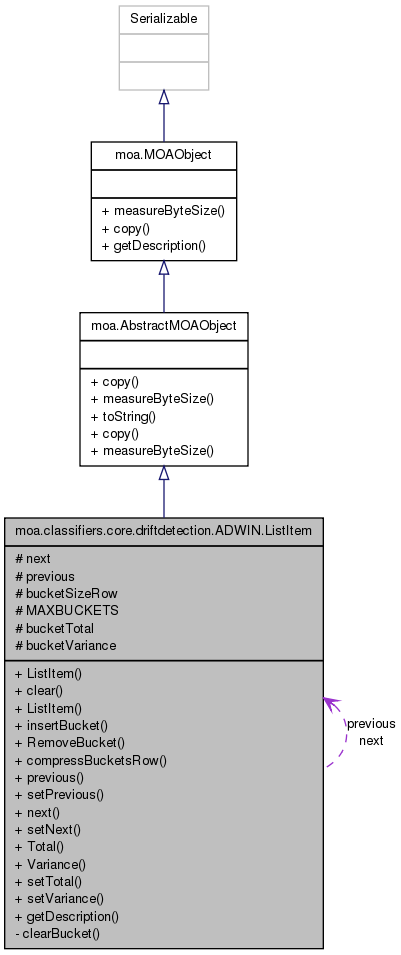 Serializable
moa.MOAObject
+ measureByteSize()
+ copy()
+ getDescription()
moa.AbstractMOAObject
+ copy()
+ measureByteSize()
+ toString()
+ copy()
+ measureByteSize()
moa.classifiers.core.driftdetection.ADWIN.ListItem
# next
# previous
# bucketSizeRow
# MAXBUCKETS
# bucketTotal
# bucketVariance
+ ListItem()
+ clear()
+ ListItem()
+ insertBucket()
+ RemoveBucket()
+ compressBucketsRow()
+ previous()
+ setPrevious()
+ next()
+ setNext()
+ Total()
+ Variance()
+ setTotal()
+ setVariance()
+ getDescription()
- clearBucket()
previous
next